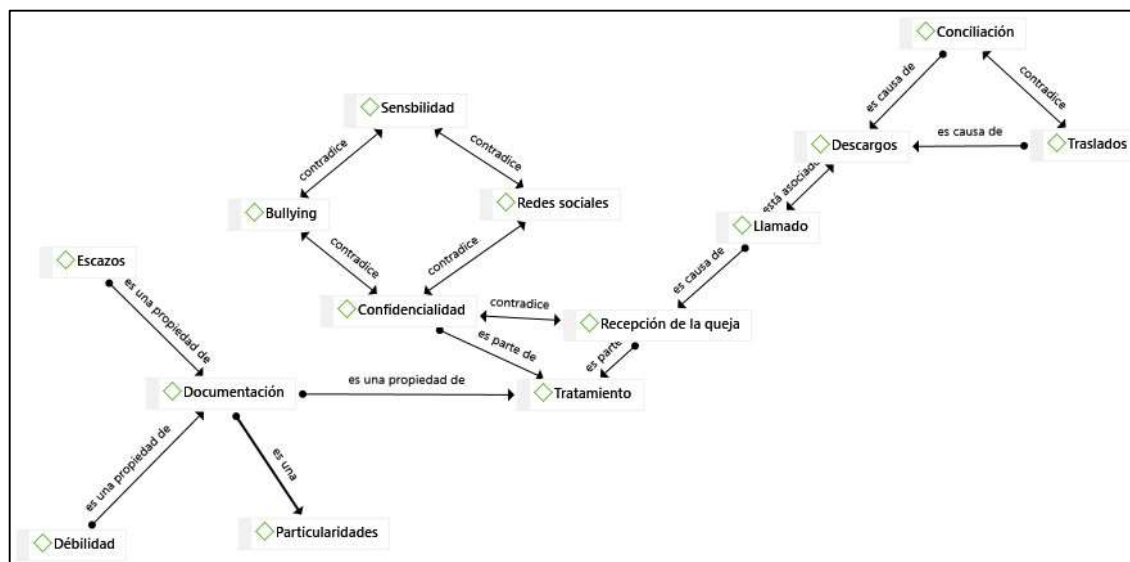 Conciliación
es causa de
contradice
Sensbilidad
es causa de
Descargos
Traslados
contradice
contradice
está asociado
Redes sociales
Bullying
Llamado
contradice
contradice
Escazos
es causa de
es una propiedad de
Confidencialidad
contradice
Recepción de la queja
es parte de
es parte
Documentación
es una propiedad de
Tratamiento
es una propiedad de
es una
Particularidades
Débilidad